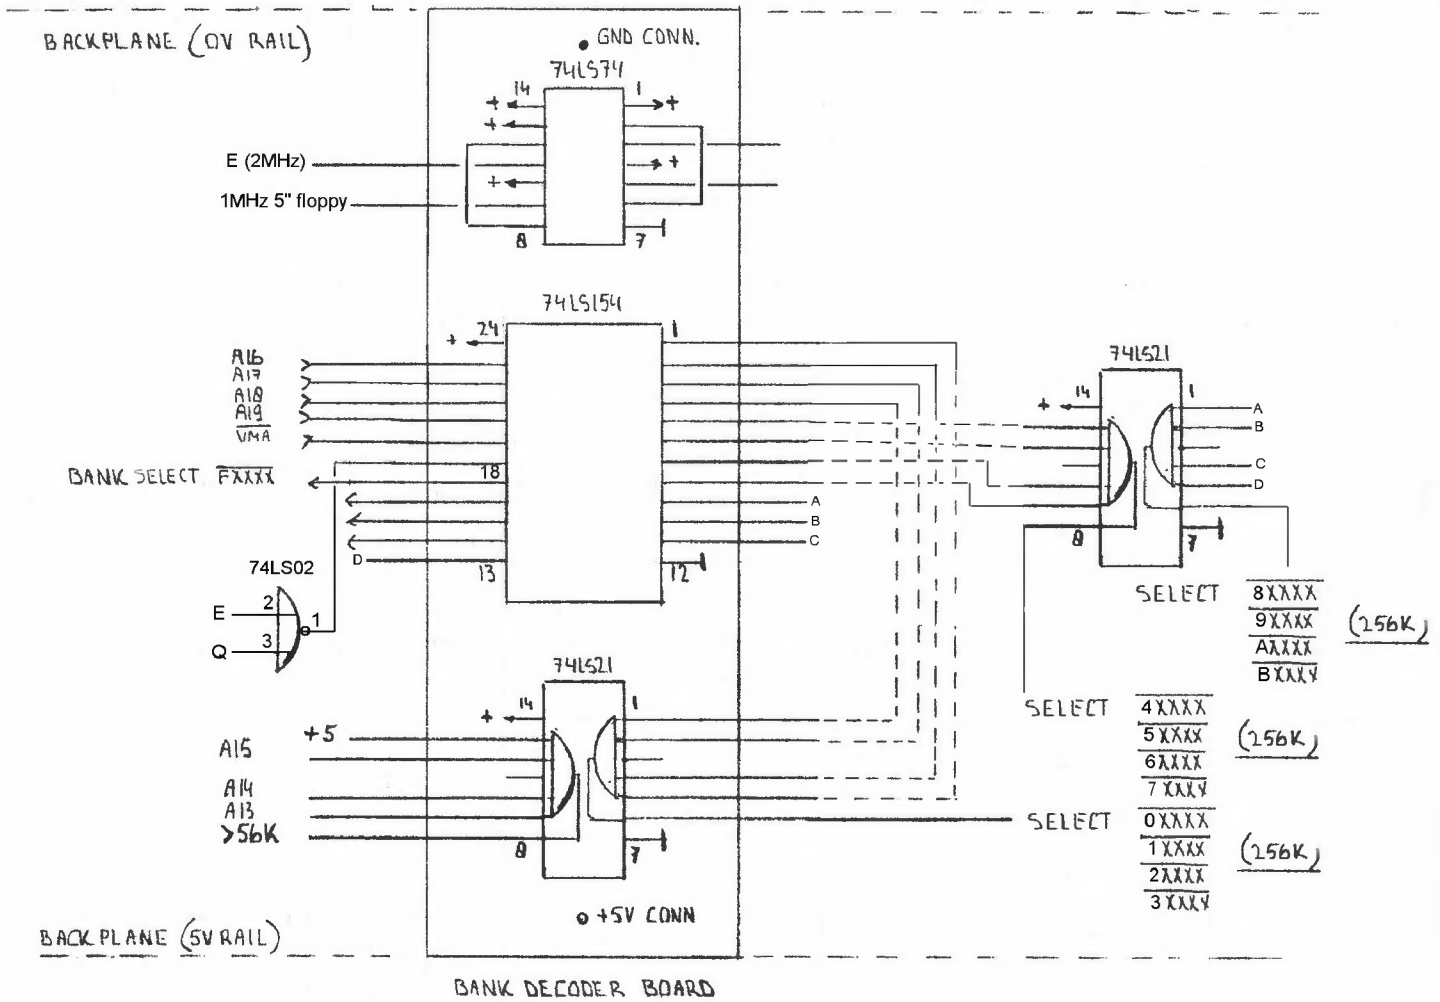 BACKPLANE (0V RAIL)
GND CONN.
74LS74
14
1
+
+
+
E (2MHz)
+
+
1MHz 5" floppy
8
7
74LS154
+
24
1
A16
A17
A18
A19
VMA
BANK SELECT FXXXX
18
A
B
C
D
13
12
74LS02
E
2
1
Q
3
74LS21
+
14
1
A
B
C
D
8
7
SELECT 8XXXX
9XXXX
AXXXX
BXXXX
(256K)
SELECT 4XXXX
5XXXX
6XXXX
7XXXX
(256K)
SELECT 0XXXX
1XXXX
2XXXX
3XXXX
(256K)
74LS21
+
14
1
+5
A15
A14
A13
>56K
8
7
+5V CONN
BACKPLANE (5V RAIL)
BANK DECODER BOARD